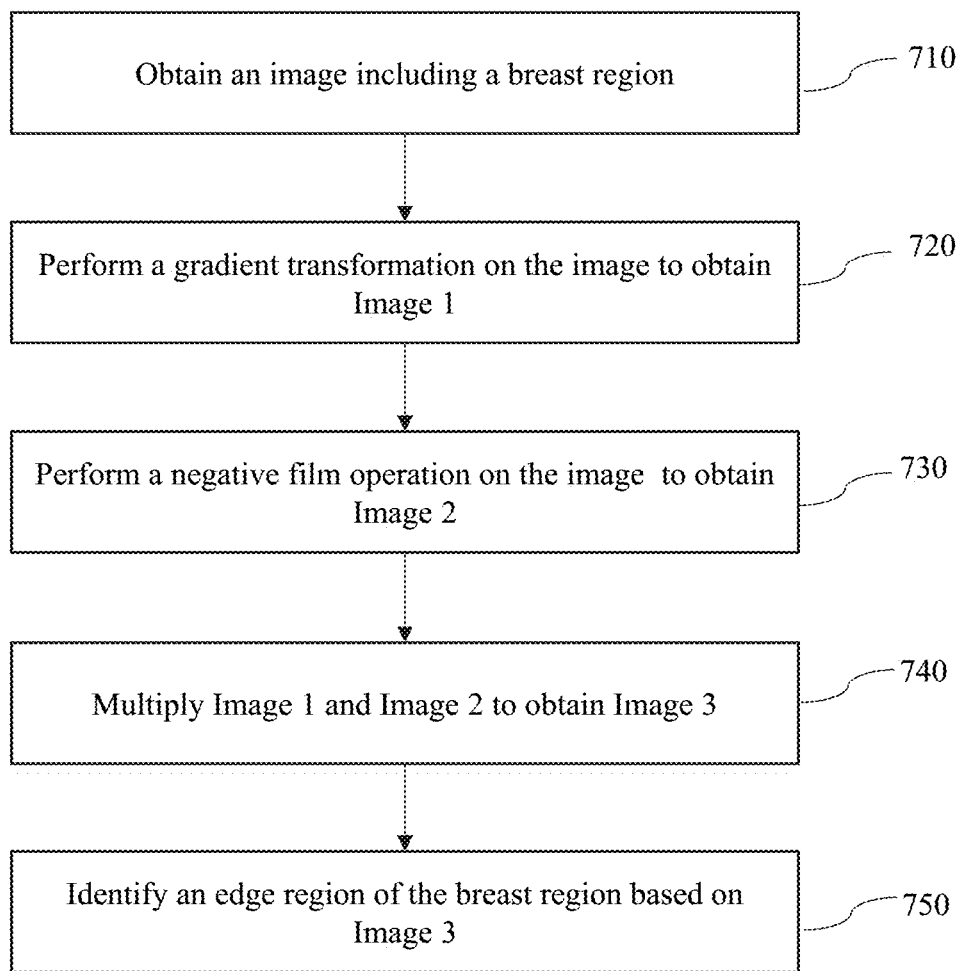 Obtain an image including a breast region
710
Perform a gradient transformation on the image to obtain
Image 1
720
Perform a negative film operation on the image to obtain
Image 2
730
Multiply Image 1 and Image 2 to obtain Image 3
740
Identify an edge region of the breast region based on
Image 3
750